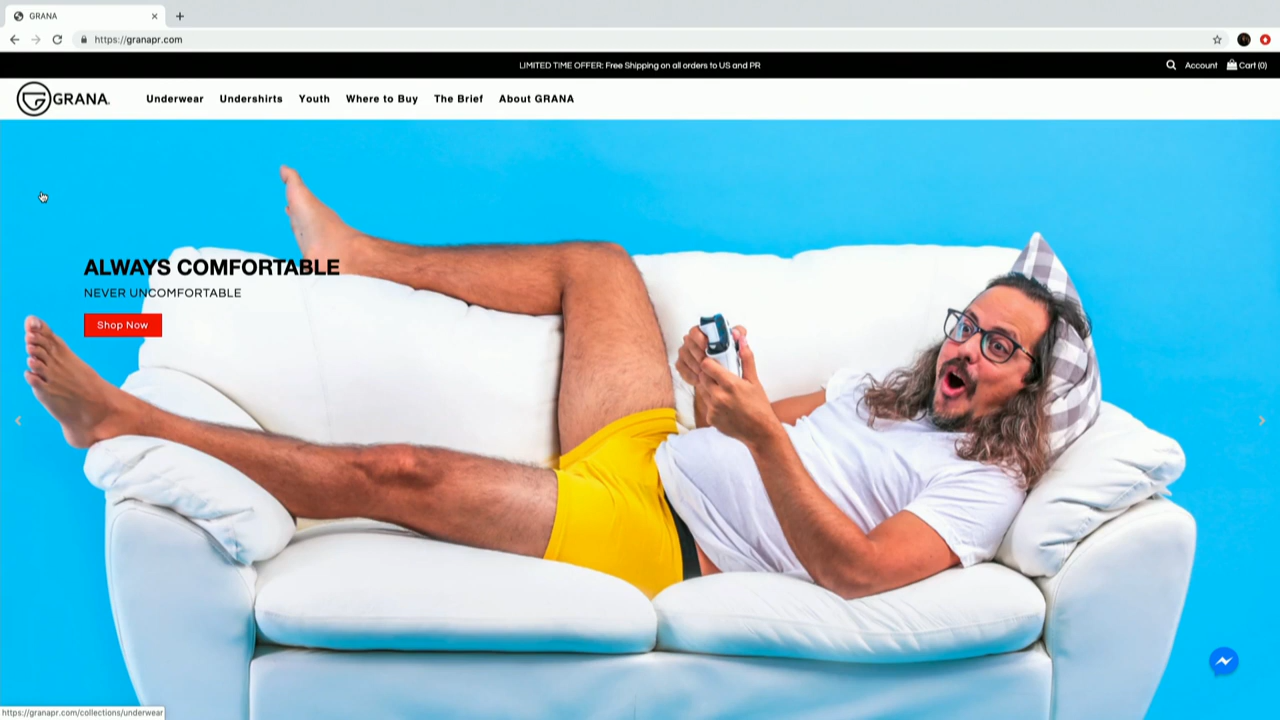 GRANA
https://granapr.com
LIMITED TIME OFFER: Free Shipping on all orders to US and PR
Account
Cart (0)
GRANA.
Underwear
Undershirts
Youth
Where to Buy
The Brief
About GRANA
ALWAYS COMFORTABLE
NEVER UNCOMFORTABLE
Shop Now
https://granapr.com/collections/underwear